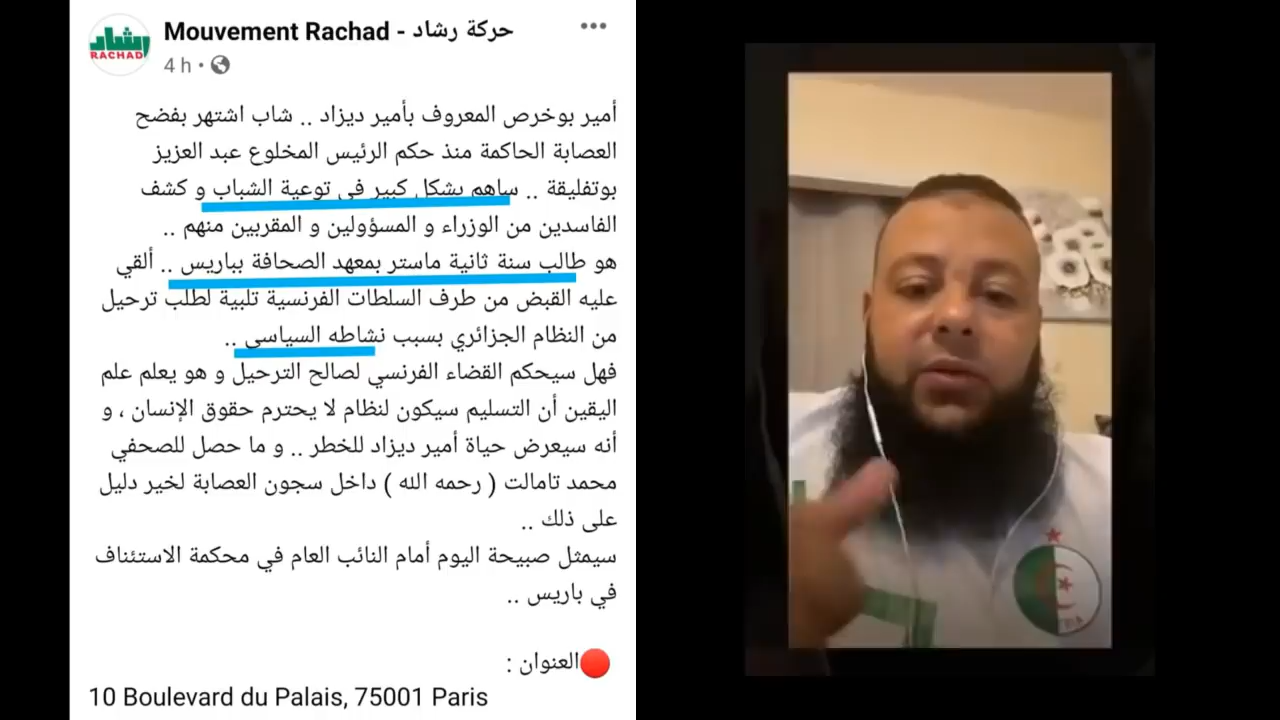 Mouvement Rachad - حركة رشاد
رشاد
RACHAD
4 h
أمير بوخرص المعروف بأمير ديزاد .. شاب اشتهر بفضح
العصابة الحاكمة منذ حكم الرئيس المخلوع عبد العزيز
بوتفليقة .. ساهم بشكل كبير في توعية الشباب و كشف
الفاسدين من الوزراء و المسؤولين و المقربين منهم ..
هو طالب سنة ثانية ماستر بمعهد الصحافة بباريس .. ألقي
عليه القبض من طرف السلطات الفرنسية تلبية لطلب ترحيل
من النظام الجزائري بسبب نشاطه السياسي ..
فهل سيحكم القضاء الفرنسي لصالح الترحيل و هو يعلم علم
اليقين أن التسليم سيكون لنظام لا يحترم حقوق الإنسان ، و
أنه سيعرض حياة أمير ديزاد للخطر .. و ما حصل للصحفي
محمد تامالت ( رحمه الله ) داخل سجون العصابة لخير دليل
على ذلك ..
سيمثل صبيحة اليوم أمام النائب العام في محكمة الاستئناف
في باريس ..
العنوان :
10 Boulevard du Palais, 75001 Paris